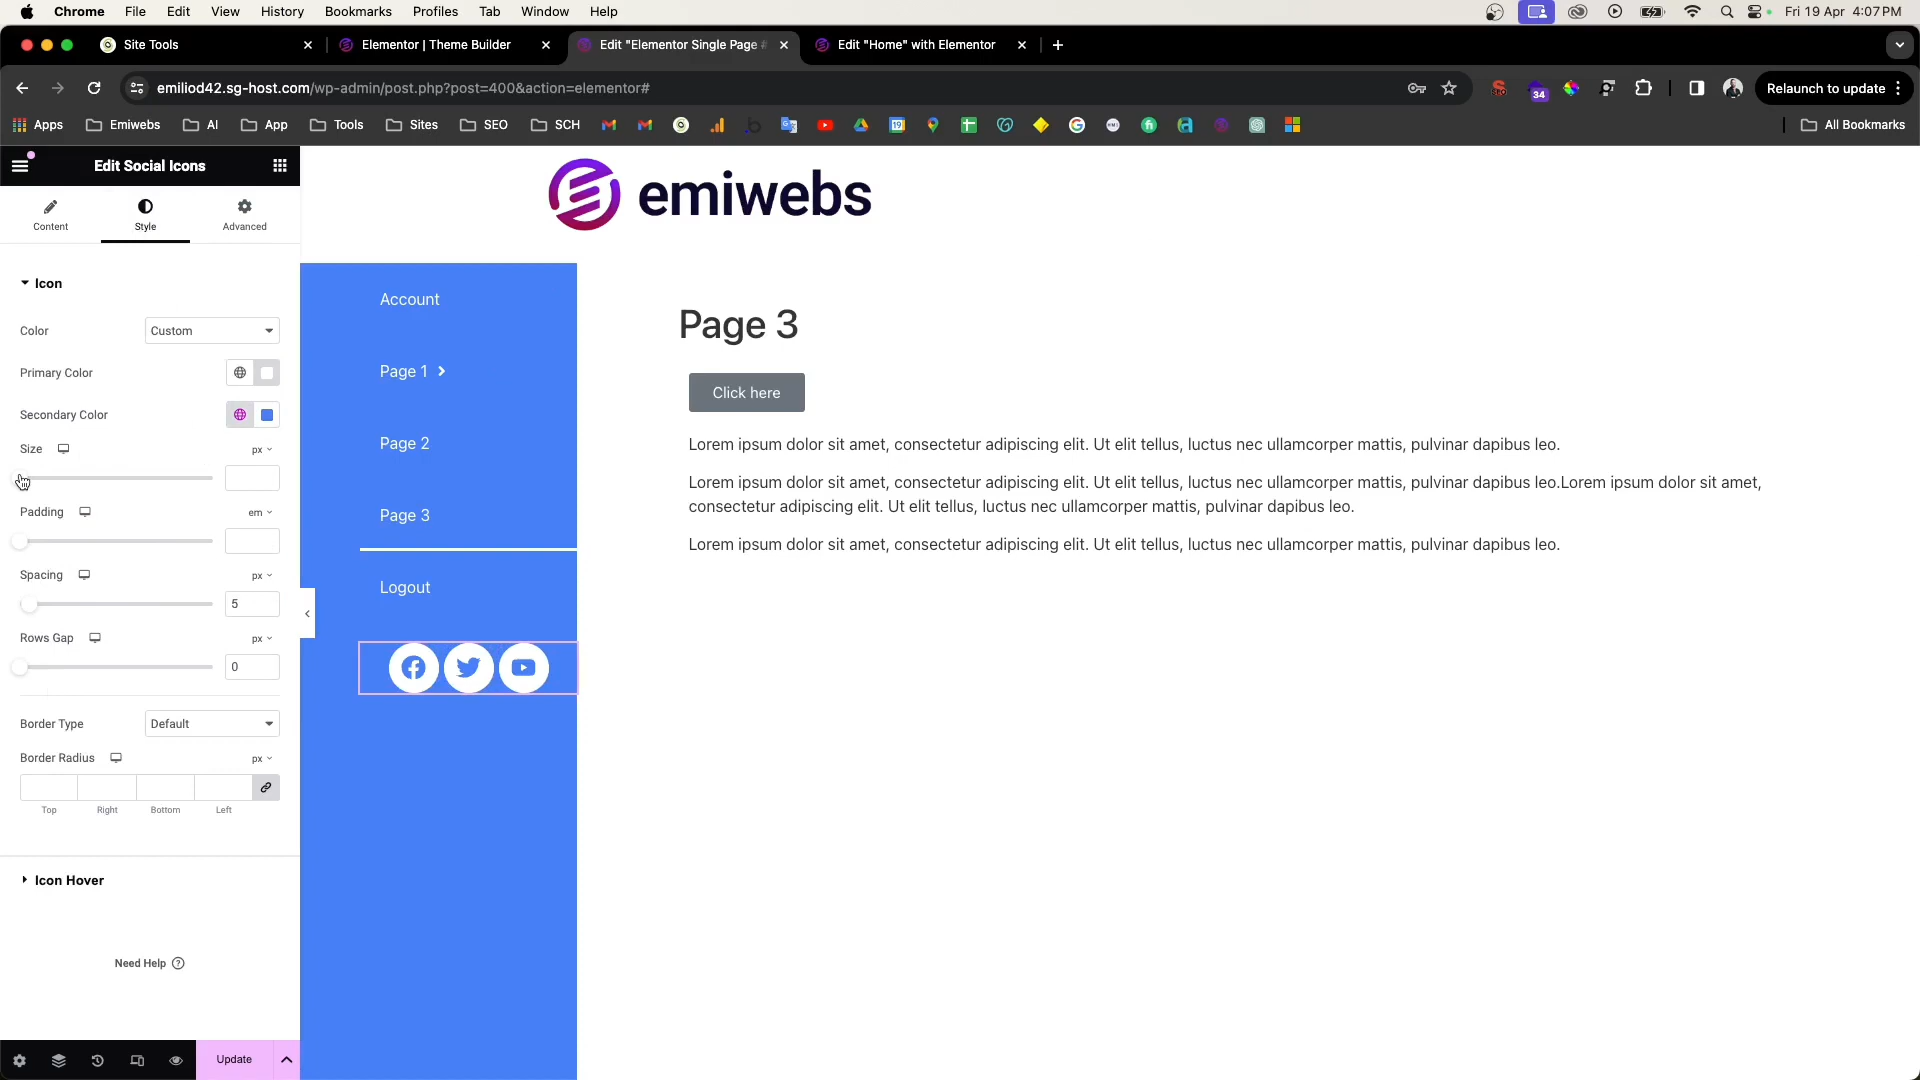 Chrome File Edit View History Bookmarks Profiles Tab Window Help Fri 19 Apr 4:07PM
Site Tools Elementor | Theme Builder Edit "Elementor Single Page # Edit "Home" with Elementor
emiliod42.sg-host.com/wp-admin/post.php?post=400&action=elementor# 34 Relaunch to update
Apps Emiwebs AI App Tools Sites SEO SCH All Bookmarks
Edit Social Icons
Content Style Advanced
Icon
Color Custom
Primary Color
Secondary Color
Size px
Padding em
Spacing px
5
Rows Gap px
0
Border Type Default
Border Radius px
Top Right Bottom Left
Icon Hover
Need Help
Update
emiwebs
Account
Page 1
Page 2
Page 3
Logout
Page 3
Click here
Lorem ipsum dolor sit amet, consectetur adipiscing elit. Ut elit tellus, luctus nec ullamcorper mattis, pulvinar dapibus leo.
Lorem ipsum dolor sit amet, consectetur adipiscing elit. Ut elit tellus, luctus nec ullamcorper mattis, pulvinar dapibus leo.Lorem ipsum dolor sit amet,
consectetur adipiscing elit. Ut elit tellus, luctus nec ullamcorper mattis, pulvinar dapibus leo.
Lorem ipsum dolor sit amet, consectetur adipiscing elit. Ut elit tellus, luctus nec ullamcorper mattis, pulvinar dapibus leo.